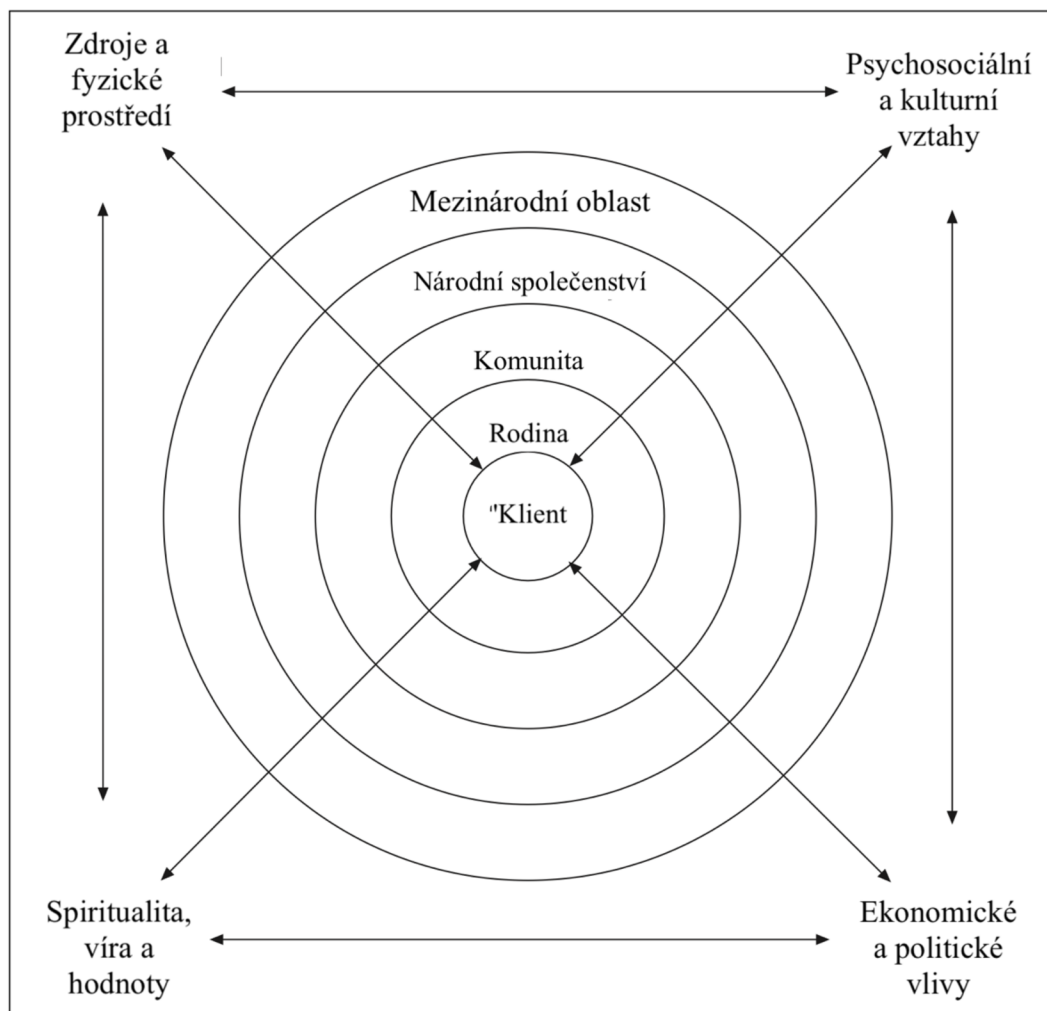 Zdroje a
fyzické
prostředí
Psychosociální
a kulturní
vztahy
Mezinárodní oblast
Národní společenství
Komunita
Rodina
"Klient
Spiritualita,
víra a
hodnoty
Ekonomické
a politické
vlivy